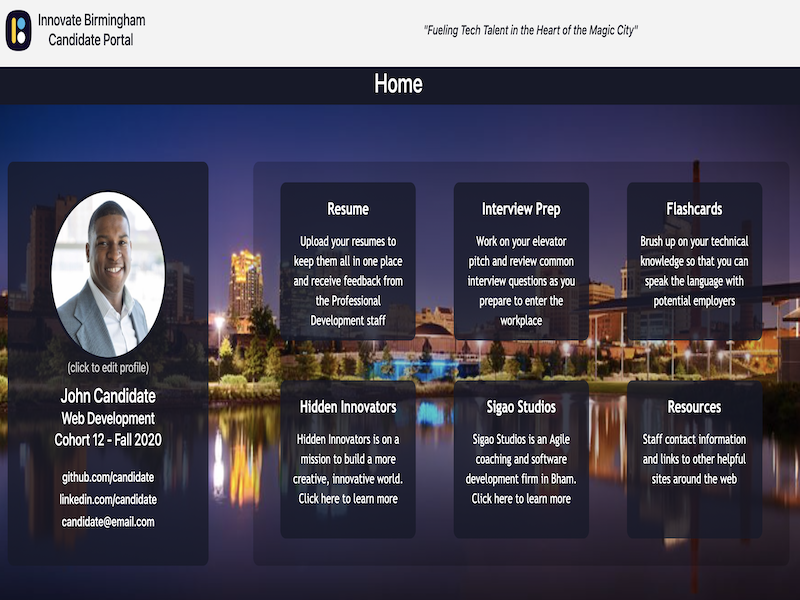 Innovate Birmingham
Candidate Portal
"Fueling Tech Talent in the Heart of the Magic City"
Home
(click to edit profile)
John Candidate
Web Development
Cohort 12 - Fall 2020
github.com/candidate
linkedin.com/candidate
candidate@email.com
Resume
Upload your resumes to
keep them all in one place
and receive feedback from
the Professional
Development staff
Interview Prep
Work on your elevator
pitch and review common
interview questions as you
prepare to enter the
workplace
Flashcards
Brush up on your technical
knowledge so that you can
speak the language with
potential employers
Hidden Innovators
Hidden Innovators is on a
mission to build a more
creative, innovative world.
Click here to learn more
Sigao Studios
Sigao Studios is an Agile
coaching and software
development firm in Bham.
Click here to learn more
Resources
Staff contact information
and links to other helpful
sites around the web